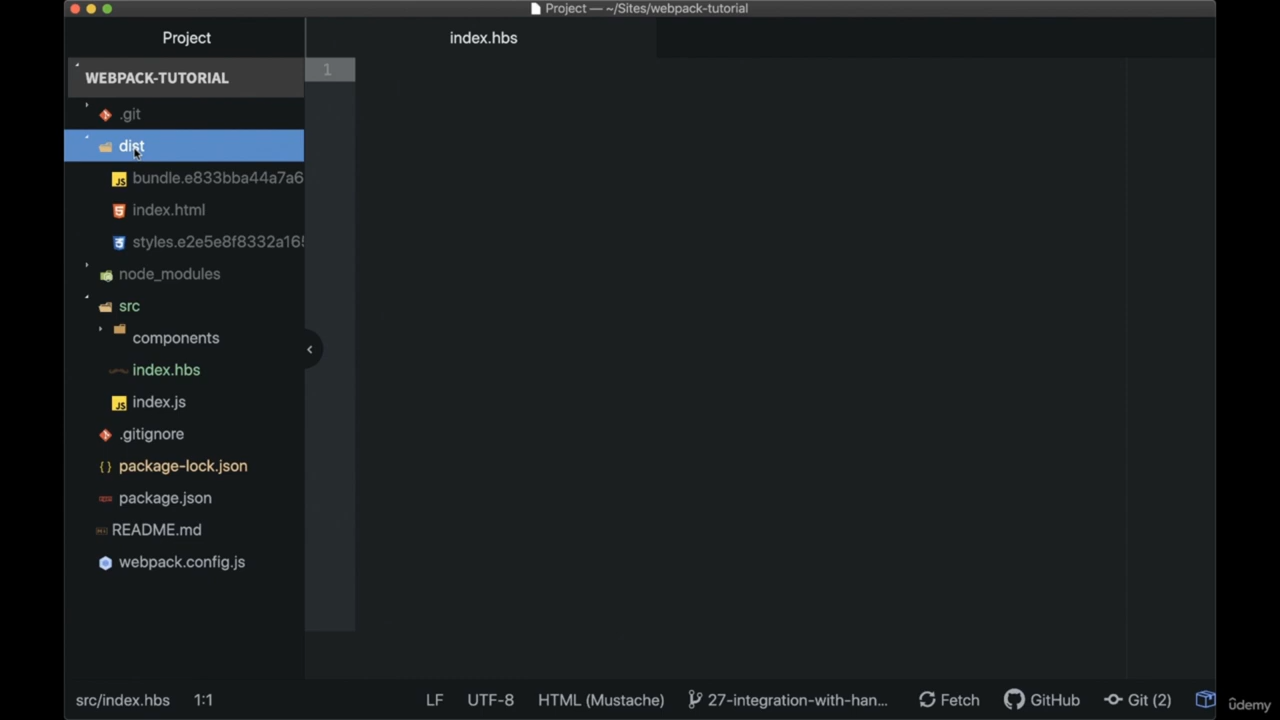 Project — ~/Sites/webpack-tutorial
Project
index.hbs
WEBPACK-TUTORIAL
1
.git
dist
bundle.e833bba44a7a6
index.html
styles.e2e5e8f8332a16
node_modules
src
components
index.hbs
index.js
.gitignore
package-lock.json
package.json
README.md
webpack.config.js
src/index.hbs 1:1 LF UTF-8 HTML (Mustache) 27-integration-with-han... Fetch GitHub Git (2)
ûdemy